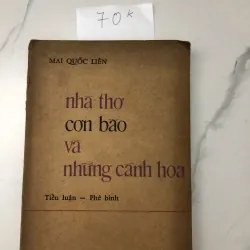 70k
MAI QUỐC LIÊN
nhà thơ
cơn bão
và
những cánh hoa
Tiểu luận — Phê bình